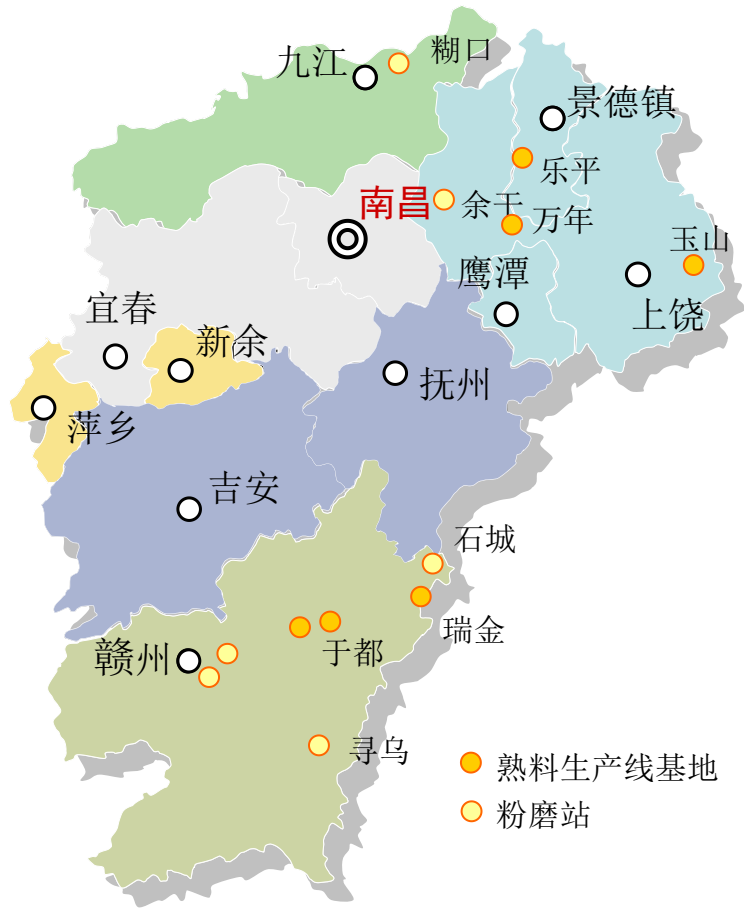 九江
糊口
景德镇
乐平
南昌
余干
万年
玉山
鹰潭
上饶
宜春
新余
抚州
萍乡
吉安
石城
瑞金
赣州
于都
寻乌
熟料生产线基地
粉磨站